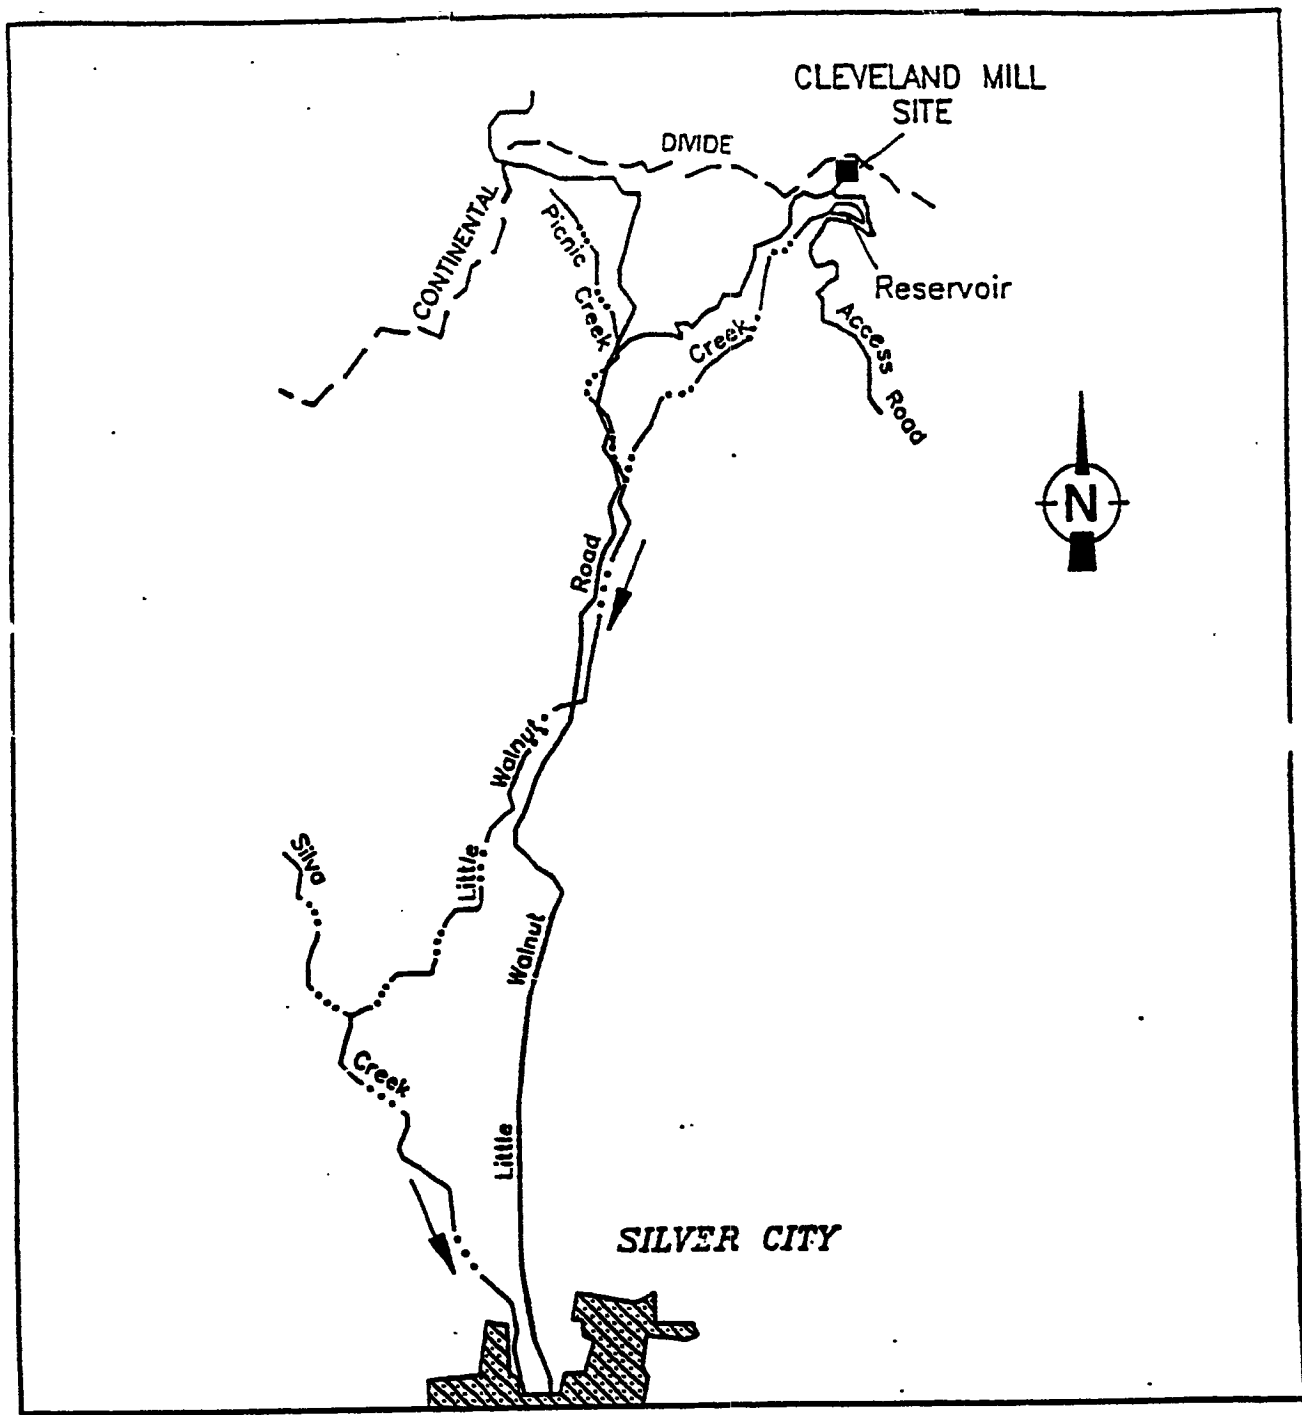 CLEVELAND MILL
SITE
DIVIDE
CONTINENTAL
Picnic
Creek
Reservoir
Creek
Access
Road
N
Road
Walnut
Silva
Little
Walnut
Creek
Little
SILVER CITY